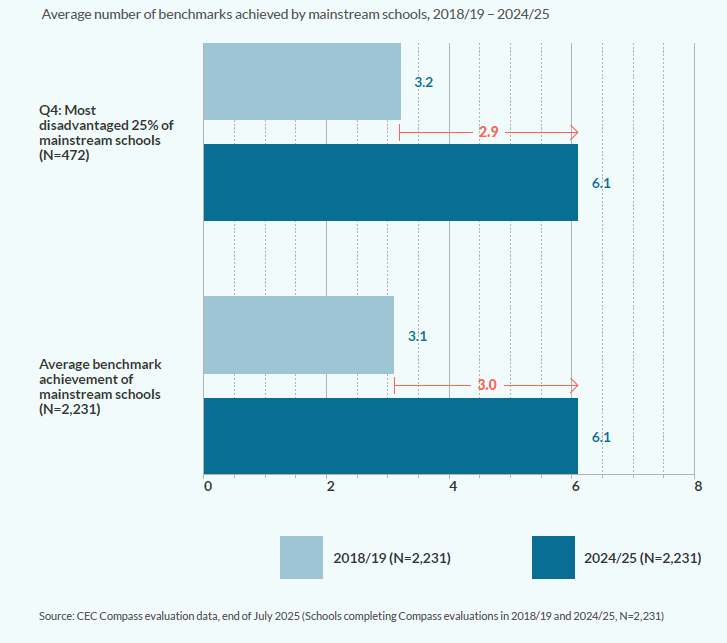 Average number of benchmarks achieved by mainstream schools, 2018/19 – 2024/25
3.2
Q4: Most
disadvantaged 25% of
mainstream schools
(N=472)
2.9
6.1
3.1
Average benchmark
achievement of
mainstream schools
(N=2,231)
3.0
6.1
0 2 4 6 8
2018/19 (N=2,231) 2024/25 (N=2,231)
Source: CEC Compass evaluation data, end of July 2025 (Schools completing Compass evaluations in 2018/19 and 2024/25, N=2,231)